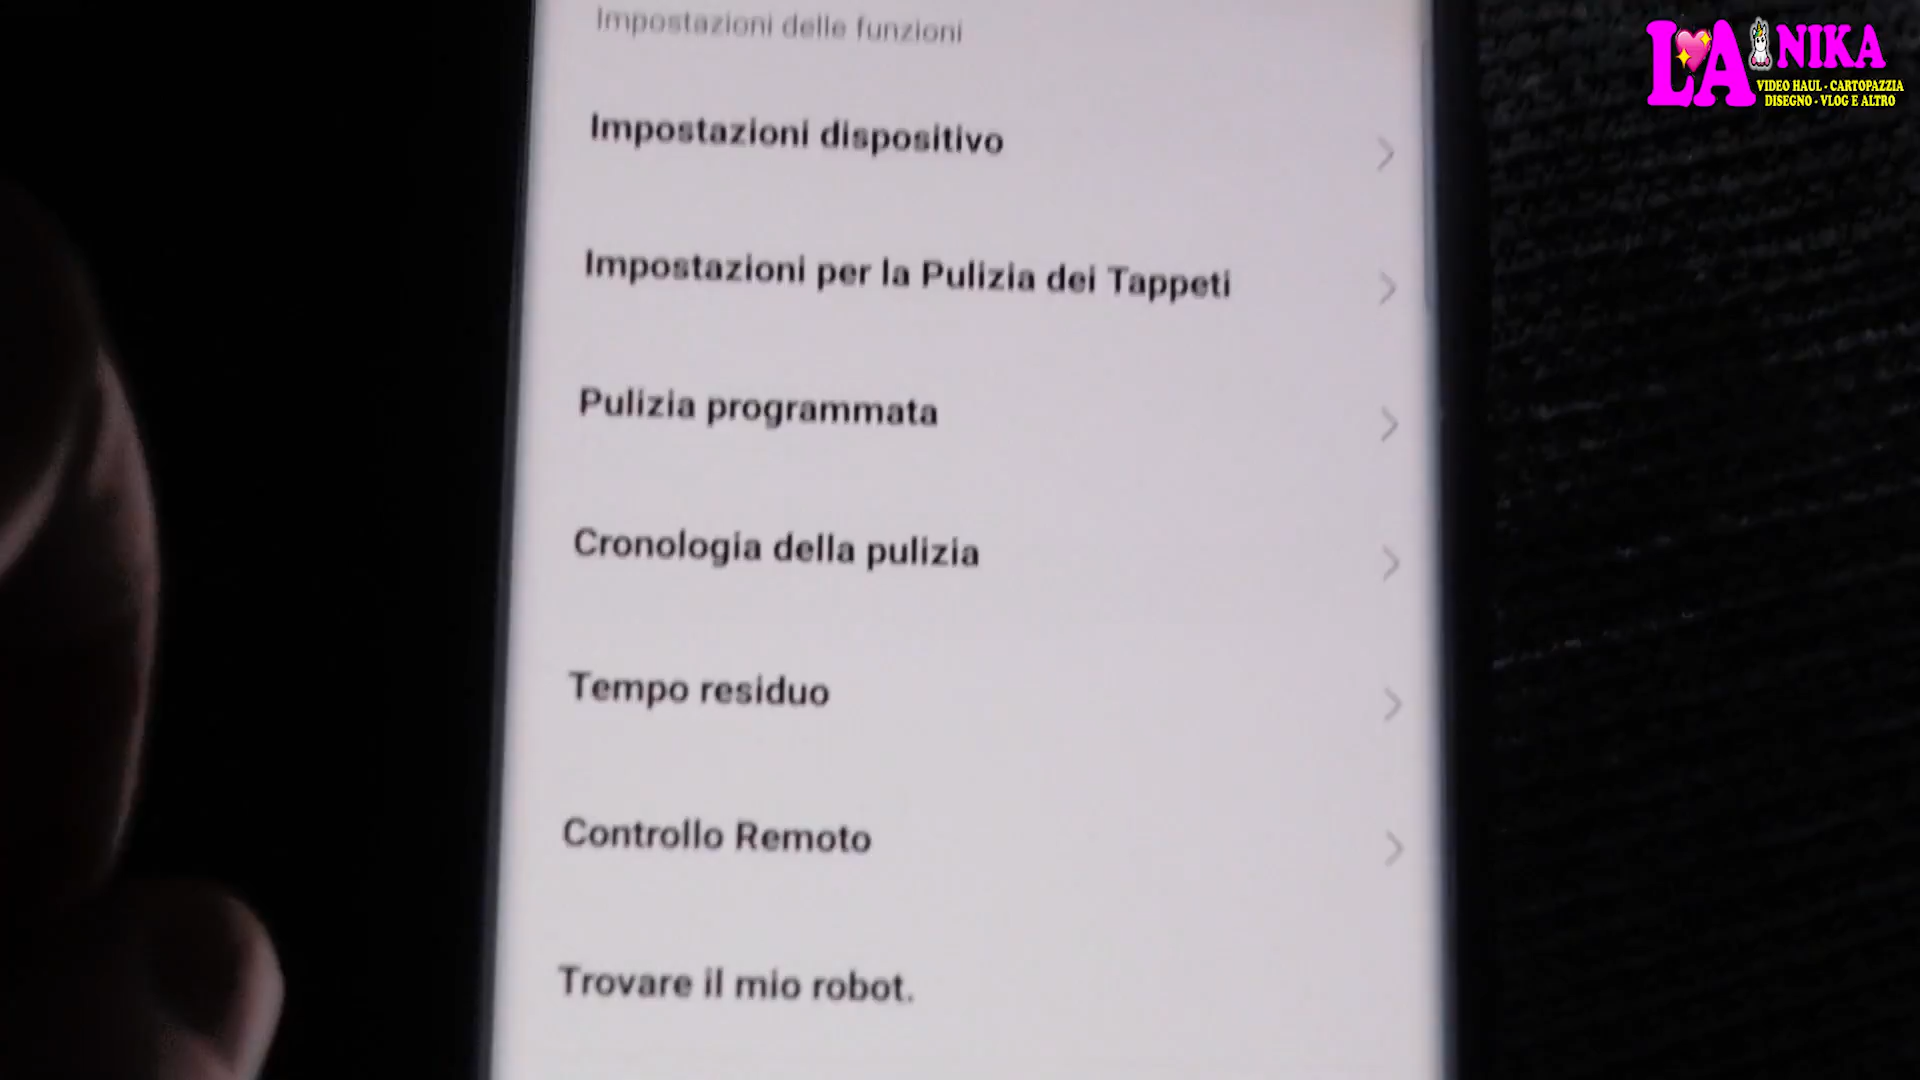 Impostazioni delle funzioni
Impostazioni dispositivo
Impostazioni per la Pulizia dei Tappeti
Pulizia programmata
Cronologia della pulizia
Tempo residuo
Controllo Remoto
Trovare il mio robot.
LA NIKA
VIDEO HAUL - CARTOPAZZIA
DISEGNO - VLOG E ALTRO